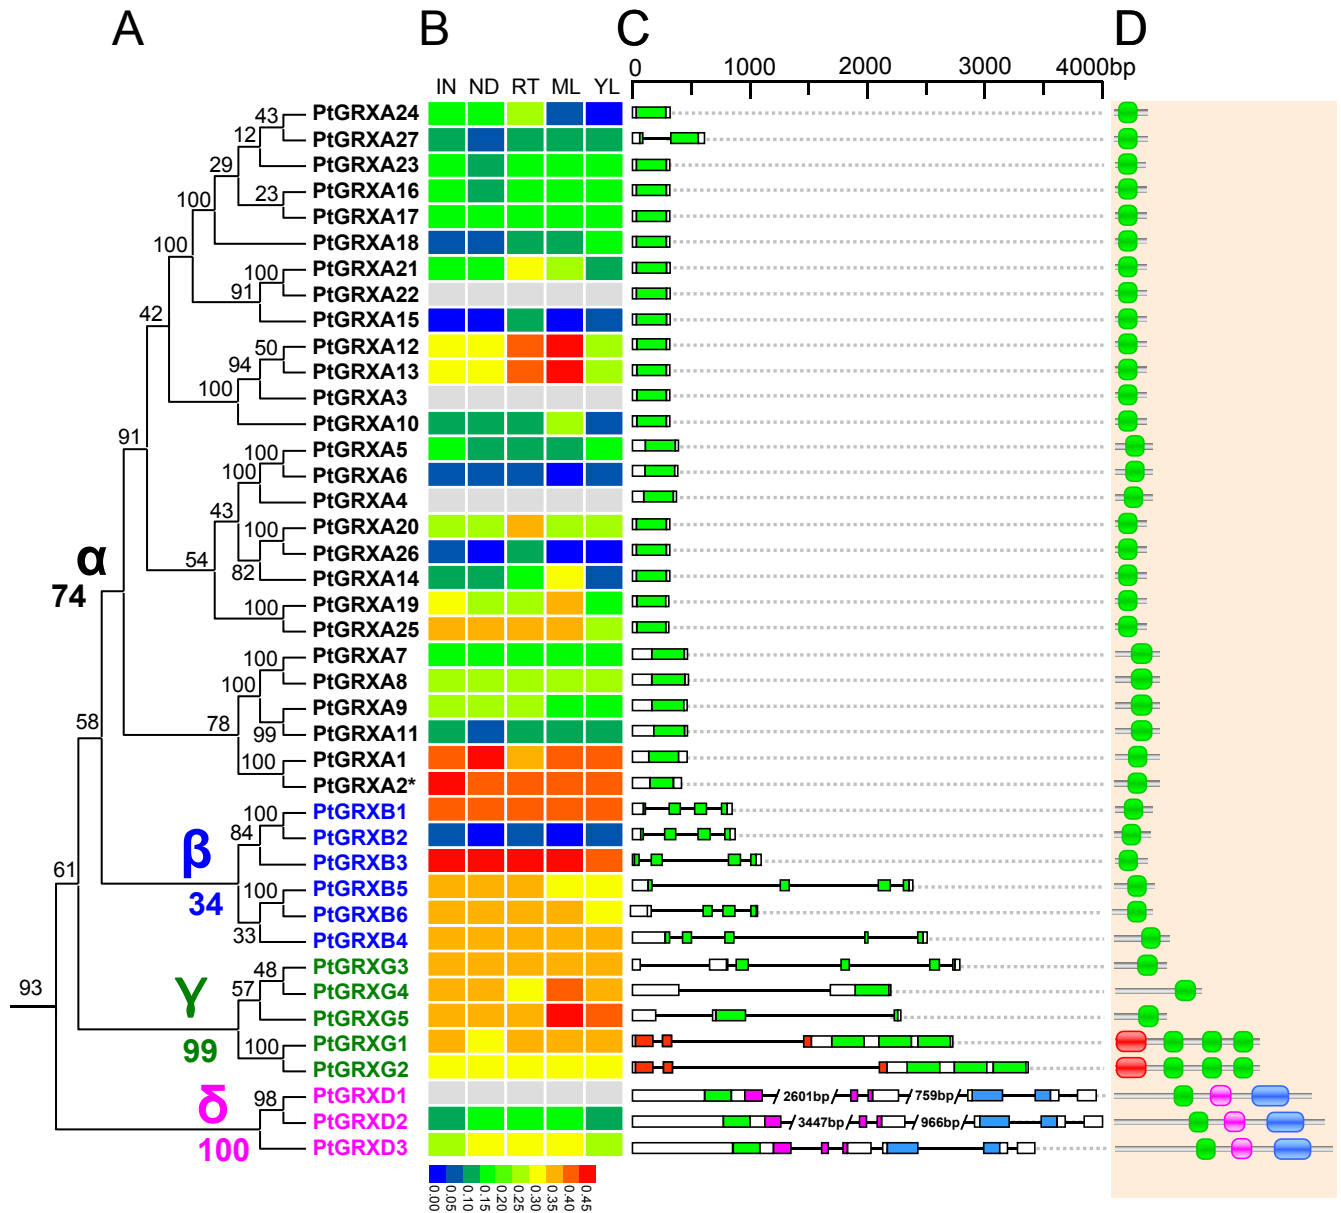 A B C D
0 1000 2000 3000 4000bp
IN ND RT ML YL
43 PtGRXA24
12 PtGRXA27
29 PtGRXA23
23 PtGRXA16
100 PtGRXA17
100 PtGRXA18
100 PtGRXA21
91 PtGRXA22
42 PtGRXA15
50 PtGRXA12
94 PtGRXA13
100 PtGRXA3
PtGRXA10
91 100 PtGRXA5
100 PtGRXA6
PtGRXA4
43 100 PtGRXA20
α 54 PtGRXA26
82 PtGRXA14
74 100 PtGRXA19
PtGRXA25
100 PtGRXA7
100 PtGRXA8
58 78 PtGRXA9
99 PtGRXA11
100 PtGRXA1
PtGRXA2*
100 PtGRXB1
β 84 PtGRXB2
61 PtGRXB3
34 100 PtGRXB5
PtGRXB6
33 PtGRXB4
48 PtGRXG3
93 γ 57 PtGRXG4
PtGRXG5
99 100 PtGRXG1
PtGRXG2
δ 98 PtGRXD1 2601bp 759bp
PtGRXD2 3447bp 966bp
100 PtGRXD3
0.00 0.05 0.10 0.15 0.20 0.25 0.30 0.35 0.40 0.45